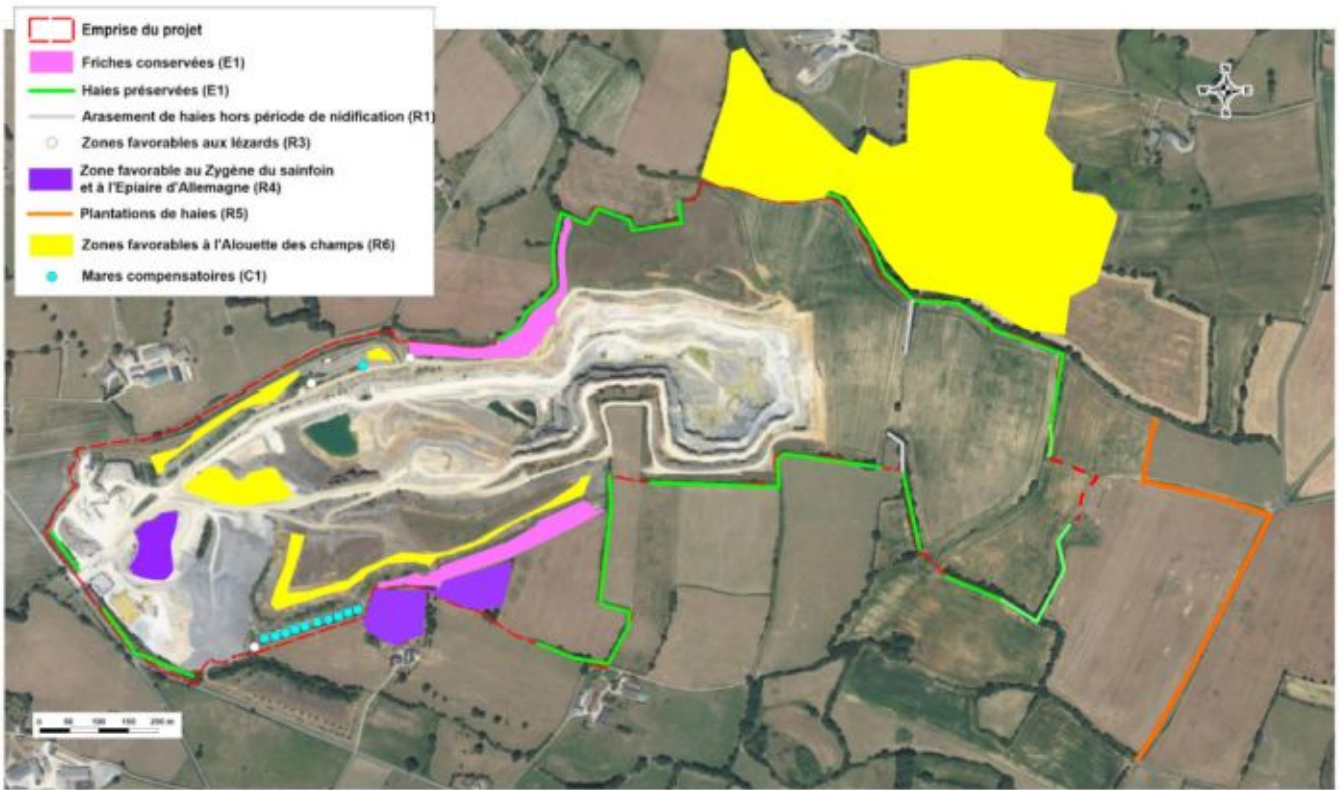 Emprise du projet
Friches conservées (E1)
Haies préservées (E1)
Arasement de haies hors période de nidification (R1)
Zones favorables aux lézards (R3)
Zone favorable au Zygène du sainfoin
et à l'Epiaire d'Allemagne (R4)
Plantations de haies (R5)
Zones favorables à l'Alouette des champs (R6)
Mares compensatoires (C1)
0 50 100 150 200 m